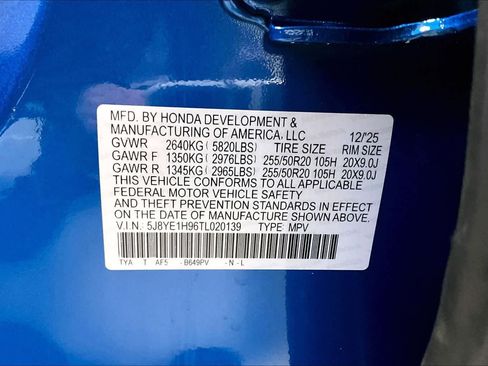 MFD. BY HONDA DEVELOPMENT &
MANUFACTURING OF AMERICA, LLC 12/'25
GVWR 2640KG (5820LBS) TIRE SIZE RIM SIZE
GAWR F 1350KG (2976LBS) 255/50R20 105H 20X9.0J
GAWR R 1345KG (2965LBS) 255/50R20 105H 20X9.0J
THIS VEHICLE CONFORMS TO ALL APPLICABLE
FEDERAL MOTOR VEHICLE SAFETY
AND THEFT PREVENTION STANDARDS IN EFFECT
ON THE DATE OF MANUFACTURE SHOWN ABOVE.
V.I.N. 5J8YE1H96TL020139 TYPE: MPV
TYA T AF5 - B649PV - N - L